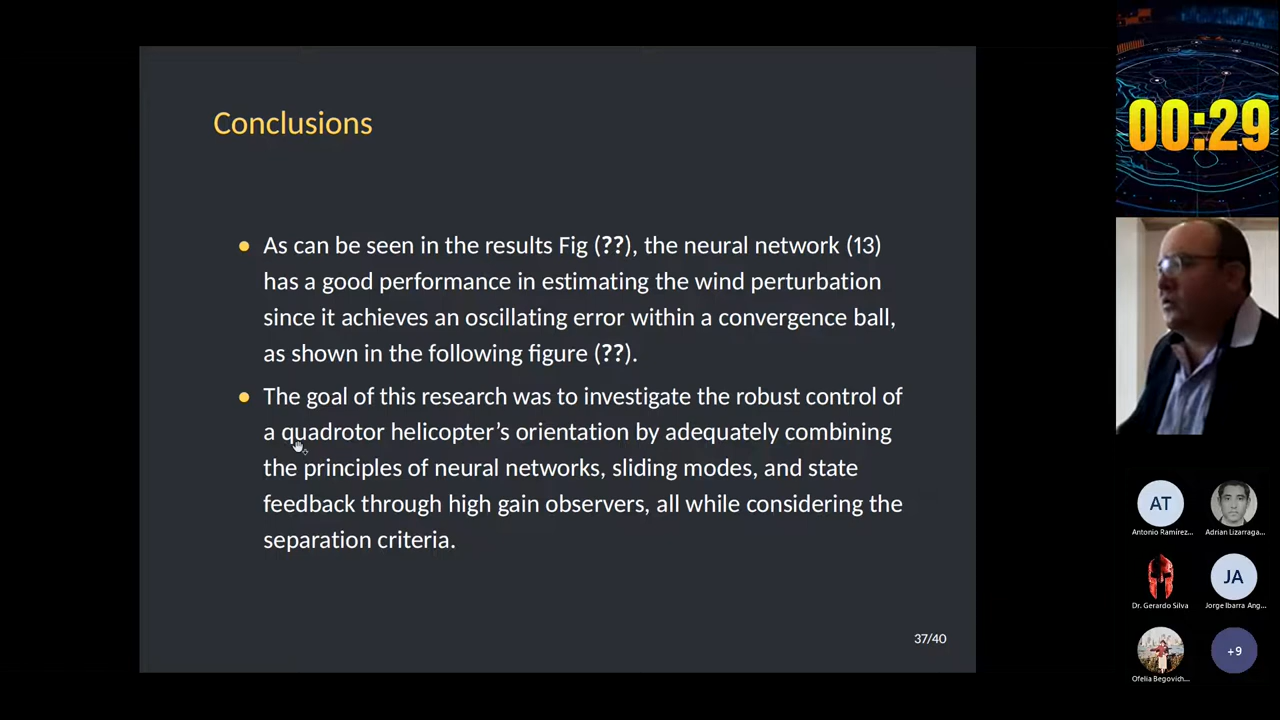 Conclusions
As can be seen in the results Fig (??), the neural network (13)
has a good performance in estimating the wind perturbation
since it achieves an oscillating error within a convergence ball,
as shown in the following figure (??).
The goal of this research was to investigate the robust control of
a quadrotor helicopter's orientation by adequately combining
the principles of neural networks, sliding modes, and state
feedback through high gain observers, all while considering the
separation criteria.
37/40
00:29
AT
Antonio Ramirez...
Adrian Lizarraga...
Dr. Gerardo Silva
JA
Jorge Ibarra Ang...
Ofelia Begovich...
+9